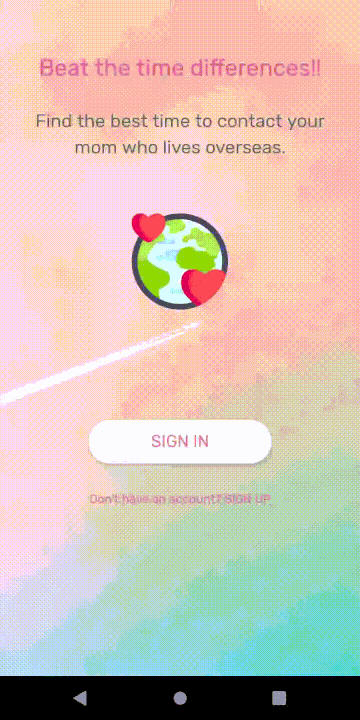 Beat the time differences!!
Find the best time to contact your
mom who lives overseas.
SIGN IN
Don't have an account? SIGN UP